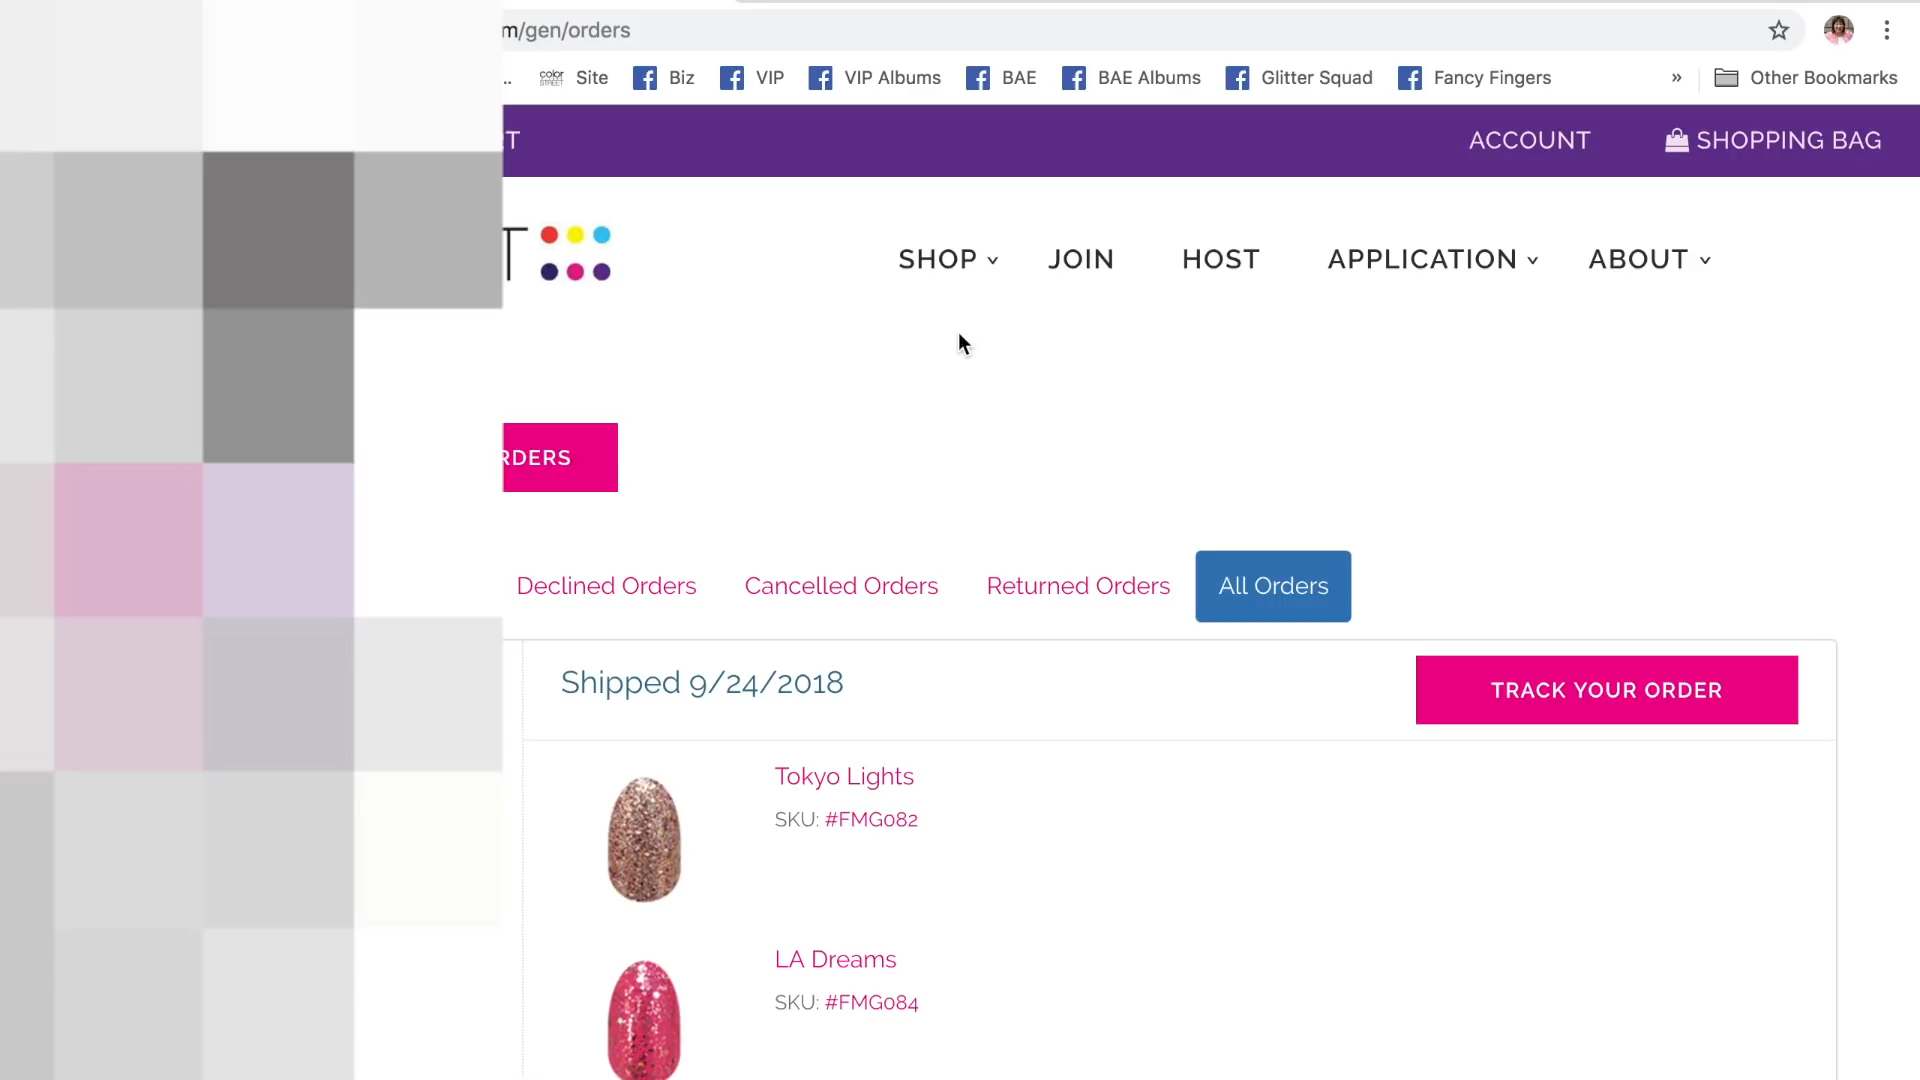 m/gen/orders
.. color STREET Site Biz VIP VIP Albums BAE BAE Albums Glitter Squad Fancy Fingers » Other Bookmarks
T ACCOUNT SHOPPING BAG
T SHOP JOIN HOST APPLICATION ABOUT
RDERS
Declined Orders Cancelled Orders Returned Orders All Orders
Shipped 9/24/2018 TRACK YOUR ORDER
Tokyo Lights
SKU: #FMG082
LA Dreams
SKU: #FMG084